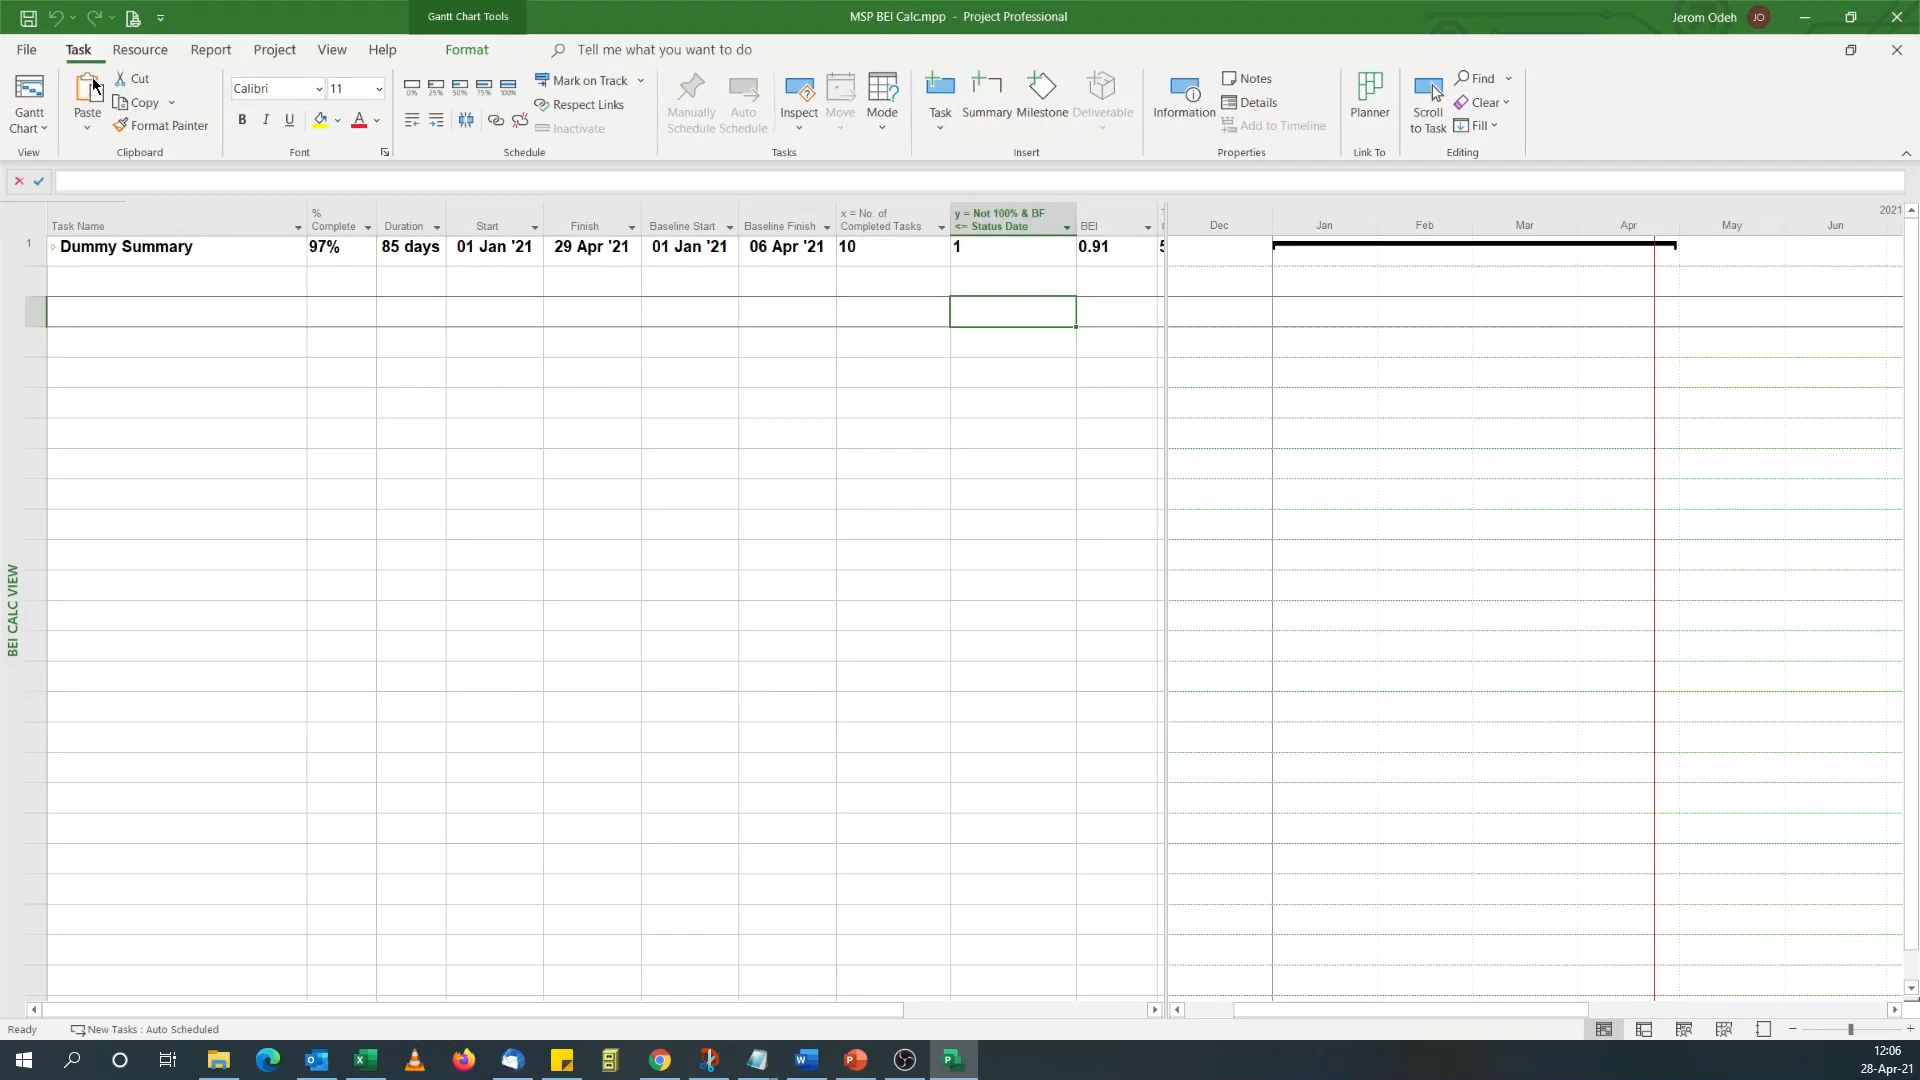 Gantt Chart Tools
MSP BEI Calc.mpp - Project Professional
Jerom Odeh
JO
File
Task
Resource
Report
Project
View
Help
Format
Tell me what you want to do
Gantt
Chart
View
Paste
Cut
Copy
Format Painter
Clipboard
Calibri
11
B
I
U
A
Font
0%
25%
50%
75%
100%
Mark on Track
Respect Links
Inactivate
Schedule
Manually
Schedule
Auto
Schedule
Inspect
Move
Mode
Tasks
Task
Summary
Milestone
Deliverable
Insert
Information
Notes
Details
Add to Timeline
Properties
Planner
Link To
Scroll
to Task
Find
Clear
Fill
Editing
Task Name
%
Complete
Duration
Start
Finish
Baseline Start
Baseline Finish
x = No. of
Completed Tasks
y = Not 100% & BF
<= Status Date
BEI
2021
Dec
Jan
Feb
Mar
Apr
May
Jun
1
Dummy Summary
97%
85 days
01 Jan '21
29 Apr '21
01 Jan '21
06 Apr '21
10
1
0.91
BEI CALC VIEW
Ready
New Tasks : Auto Scheduled
12:06
28-Apr-21